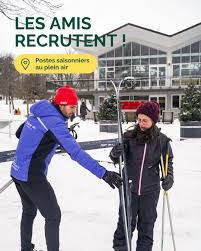 LES AMIS
RECRUTENT !
Postes saisonniers
au plein air